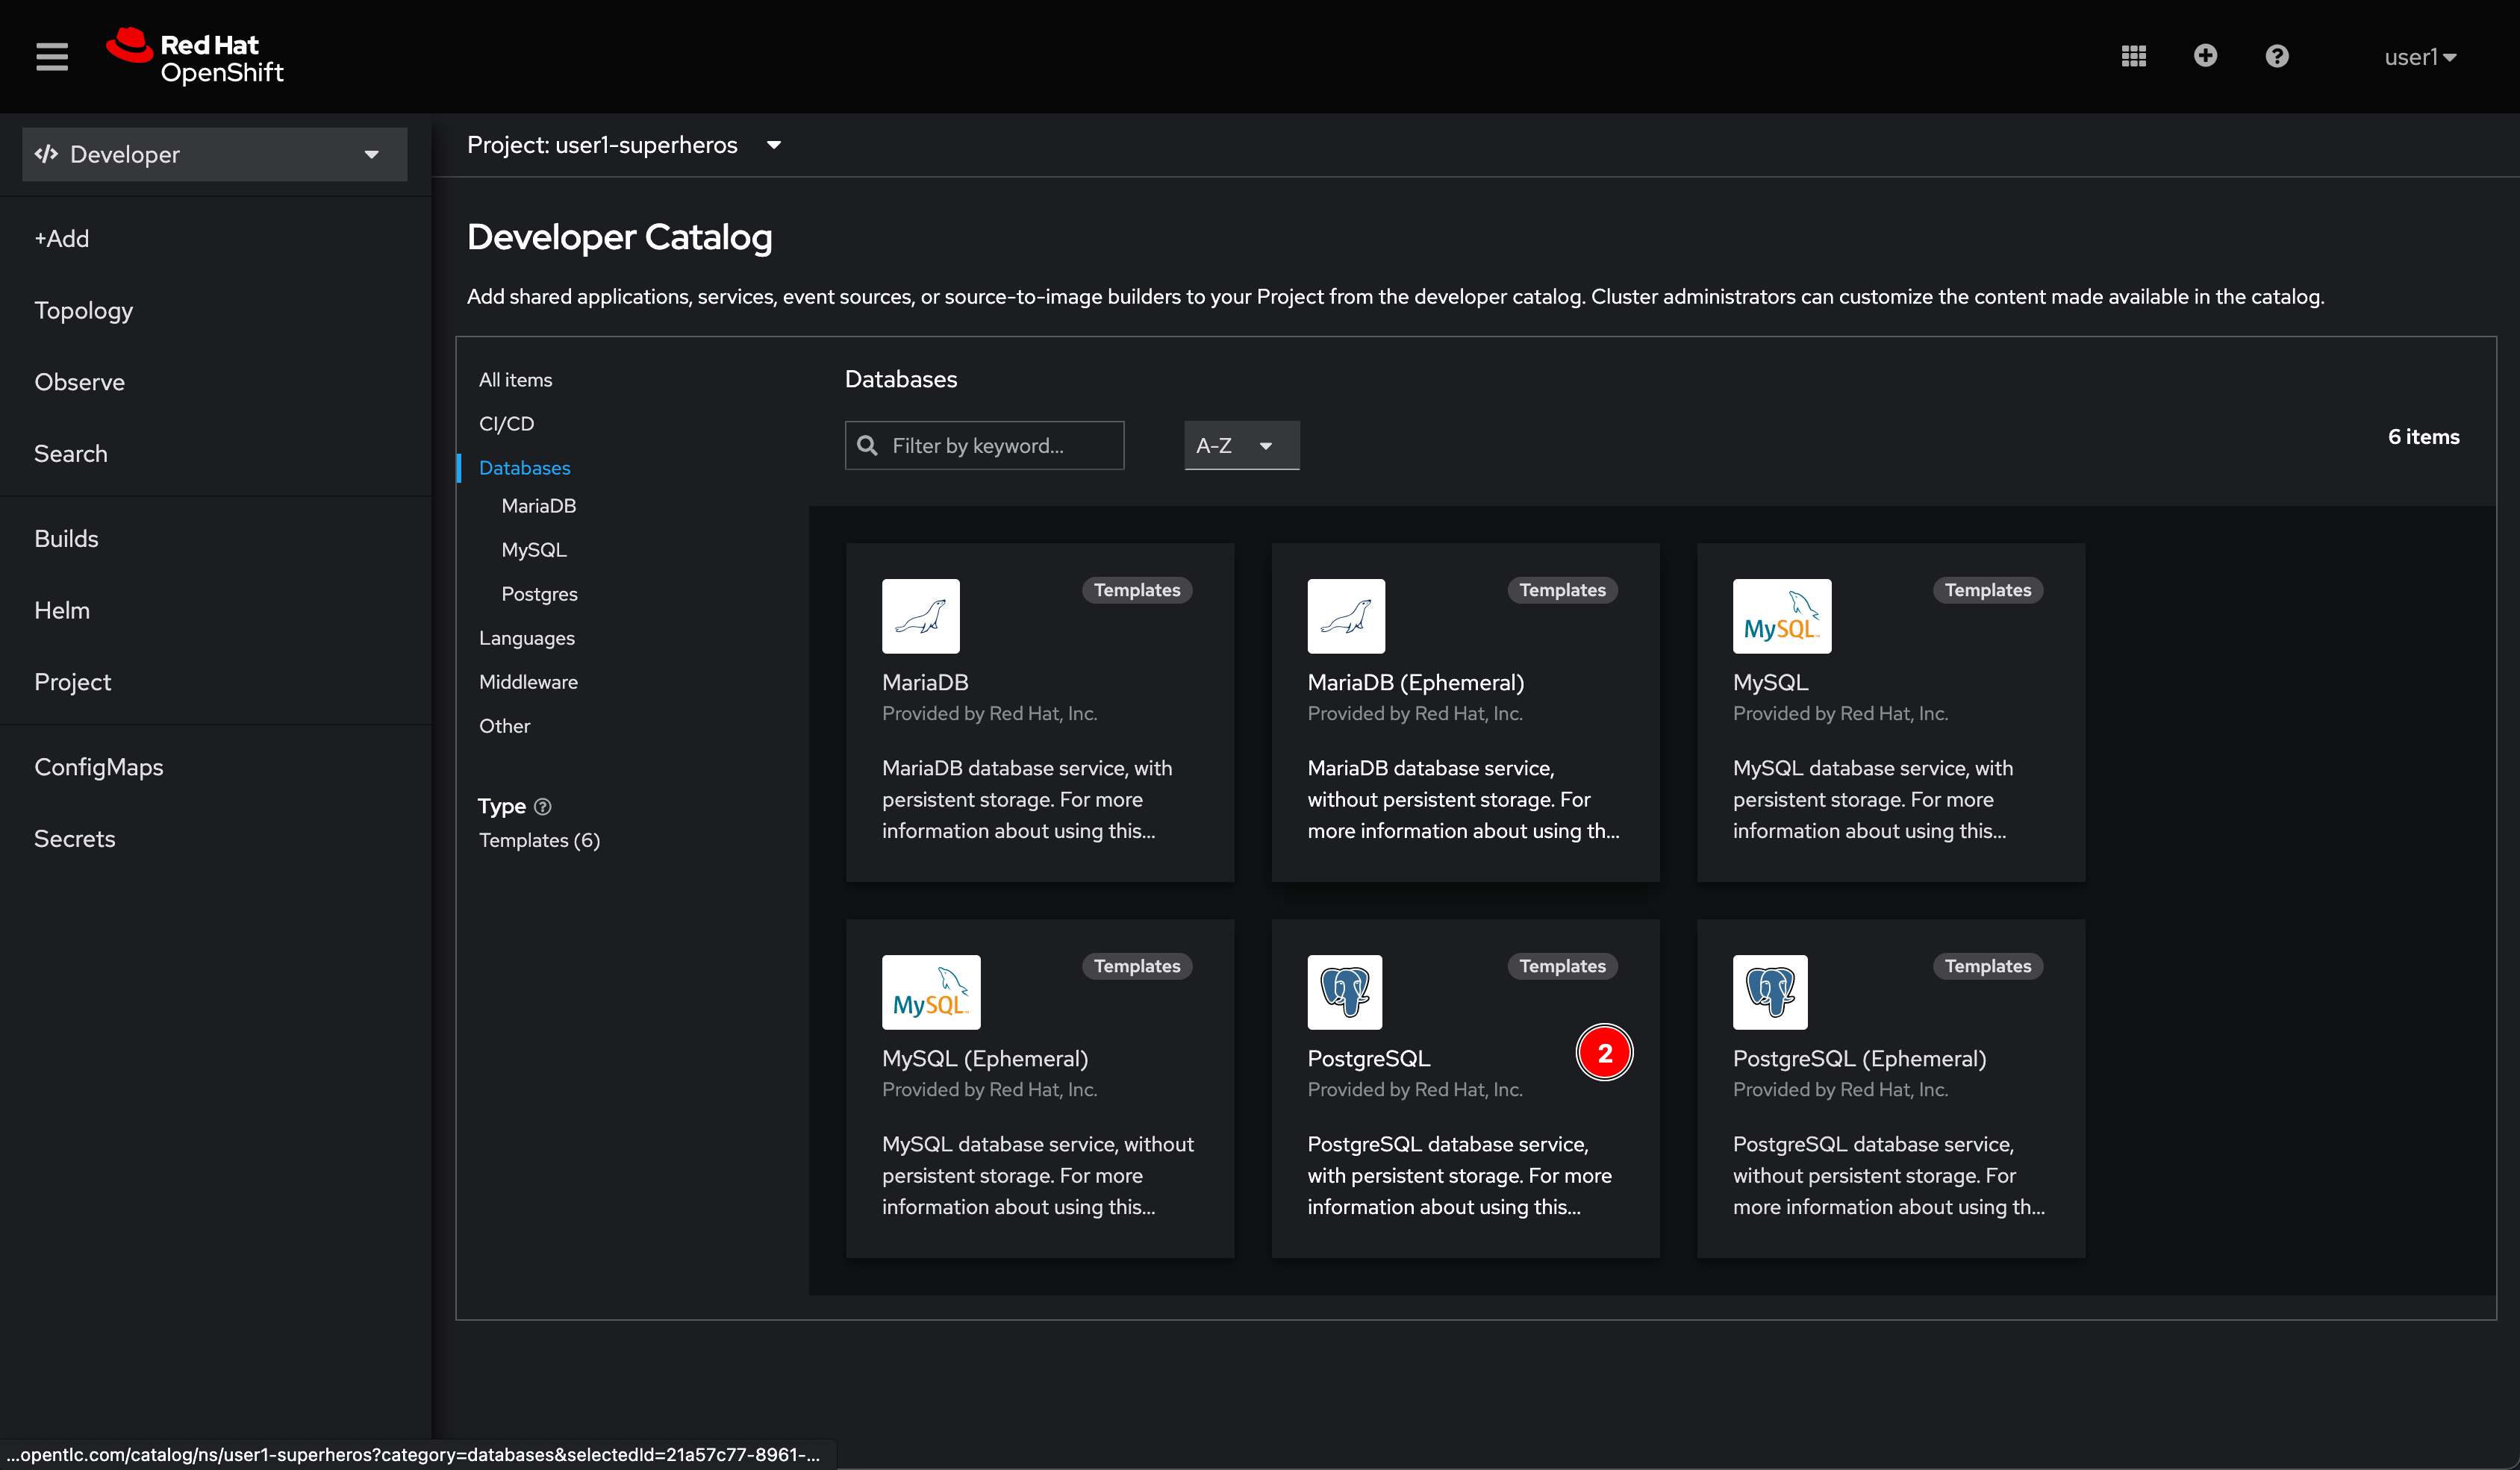 Red Hat
OpenShift
user1
Developer
Project: user1-superheros
+Add
Topology
Observe
Search
Builds
Helm
Project
ConfigMaps
Secrets
Developer Catalog
Add shared applications, services, event sources, or source-to-image builders to your Project from the developer catalog. Cluster administrators can customize the content made available in the catalog.
All items
CI/CD
Databases
MariaDB
MySQL
Postgres
Languages
Middleware
Other
Type
Templates (6)
Databases
Filter by keyword...
A-Z
6 items
Templates
MariaDB
Provided by Red Hat, Inc.
MariaDB database service, with
persistent storage. For more
information about using this...
Templates
MariaDB (Ephemeral)
Provided by Red Hat, Inc.
MariaDB database service,
without persistent storage. For
more information about using th...
MySQL
Templates
MySQL
Provided by Red Hat, Inc.
MySQL database service, with
persistent storage. For more
information about using this...
MySQL
Templates
MySQL (Ephemeral)
Provided by Red Hat, Inc.
MySQL database service, without
persistent storage. For more
information about using this...
Templates
PostgreSQL
2
Provided by Red Hat, Inc.
PostgreSQL database service,
with persistent storage. For more
information about using this...
Templates
PostgreSQL (Ephemeral)
Provided by Red Hat, Inc.
PostgreSQL database service,
without persistent storage. For
more information about using th...
...opentlc.com/catalog/ns/user1-superheros?category=databases&selectedId=21a57c77-8961-...